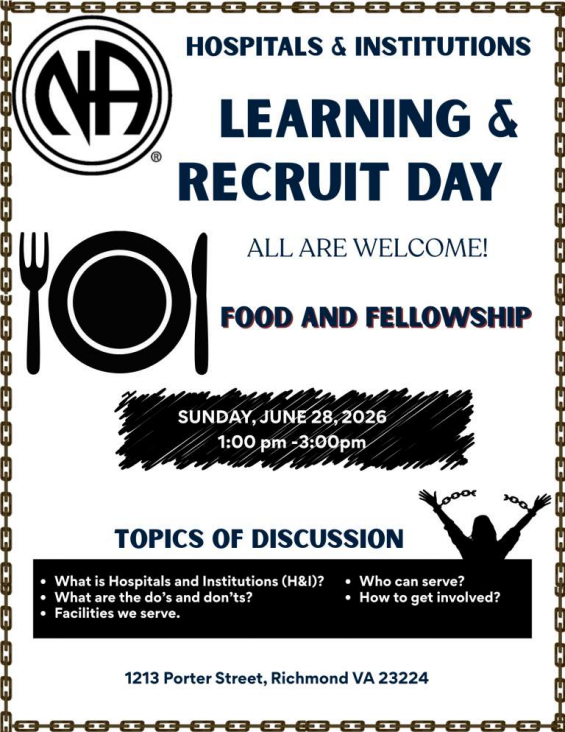 NA
®
HOSPITALS & INSTITUTIONS
LEARNING &
RECRUIT DAY
ALL ARE WELCOME!
FOOD AND FELLOWSHIP
SUNDAY, JUNE 28, 2026
1:00 pm -3:00pm
TOPICS OF DISCUSSION
• What is Hospitals and Institutions (H&I)?
• What are the do's and don'ts?
• Facilities we serve.
• Who can serve?
• How to get involved?
1213 Porter Street, Richmond VA 23224